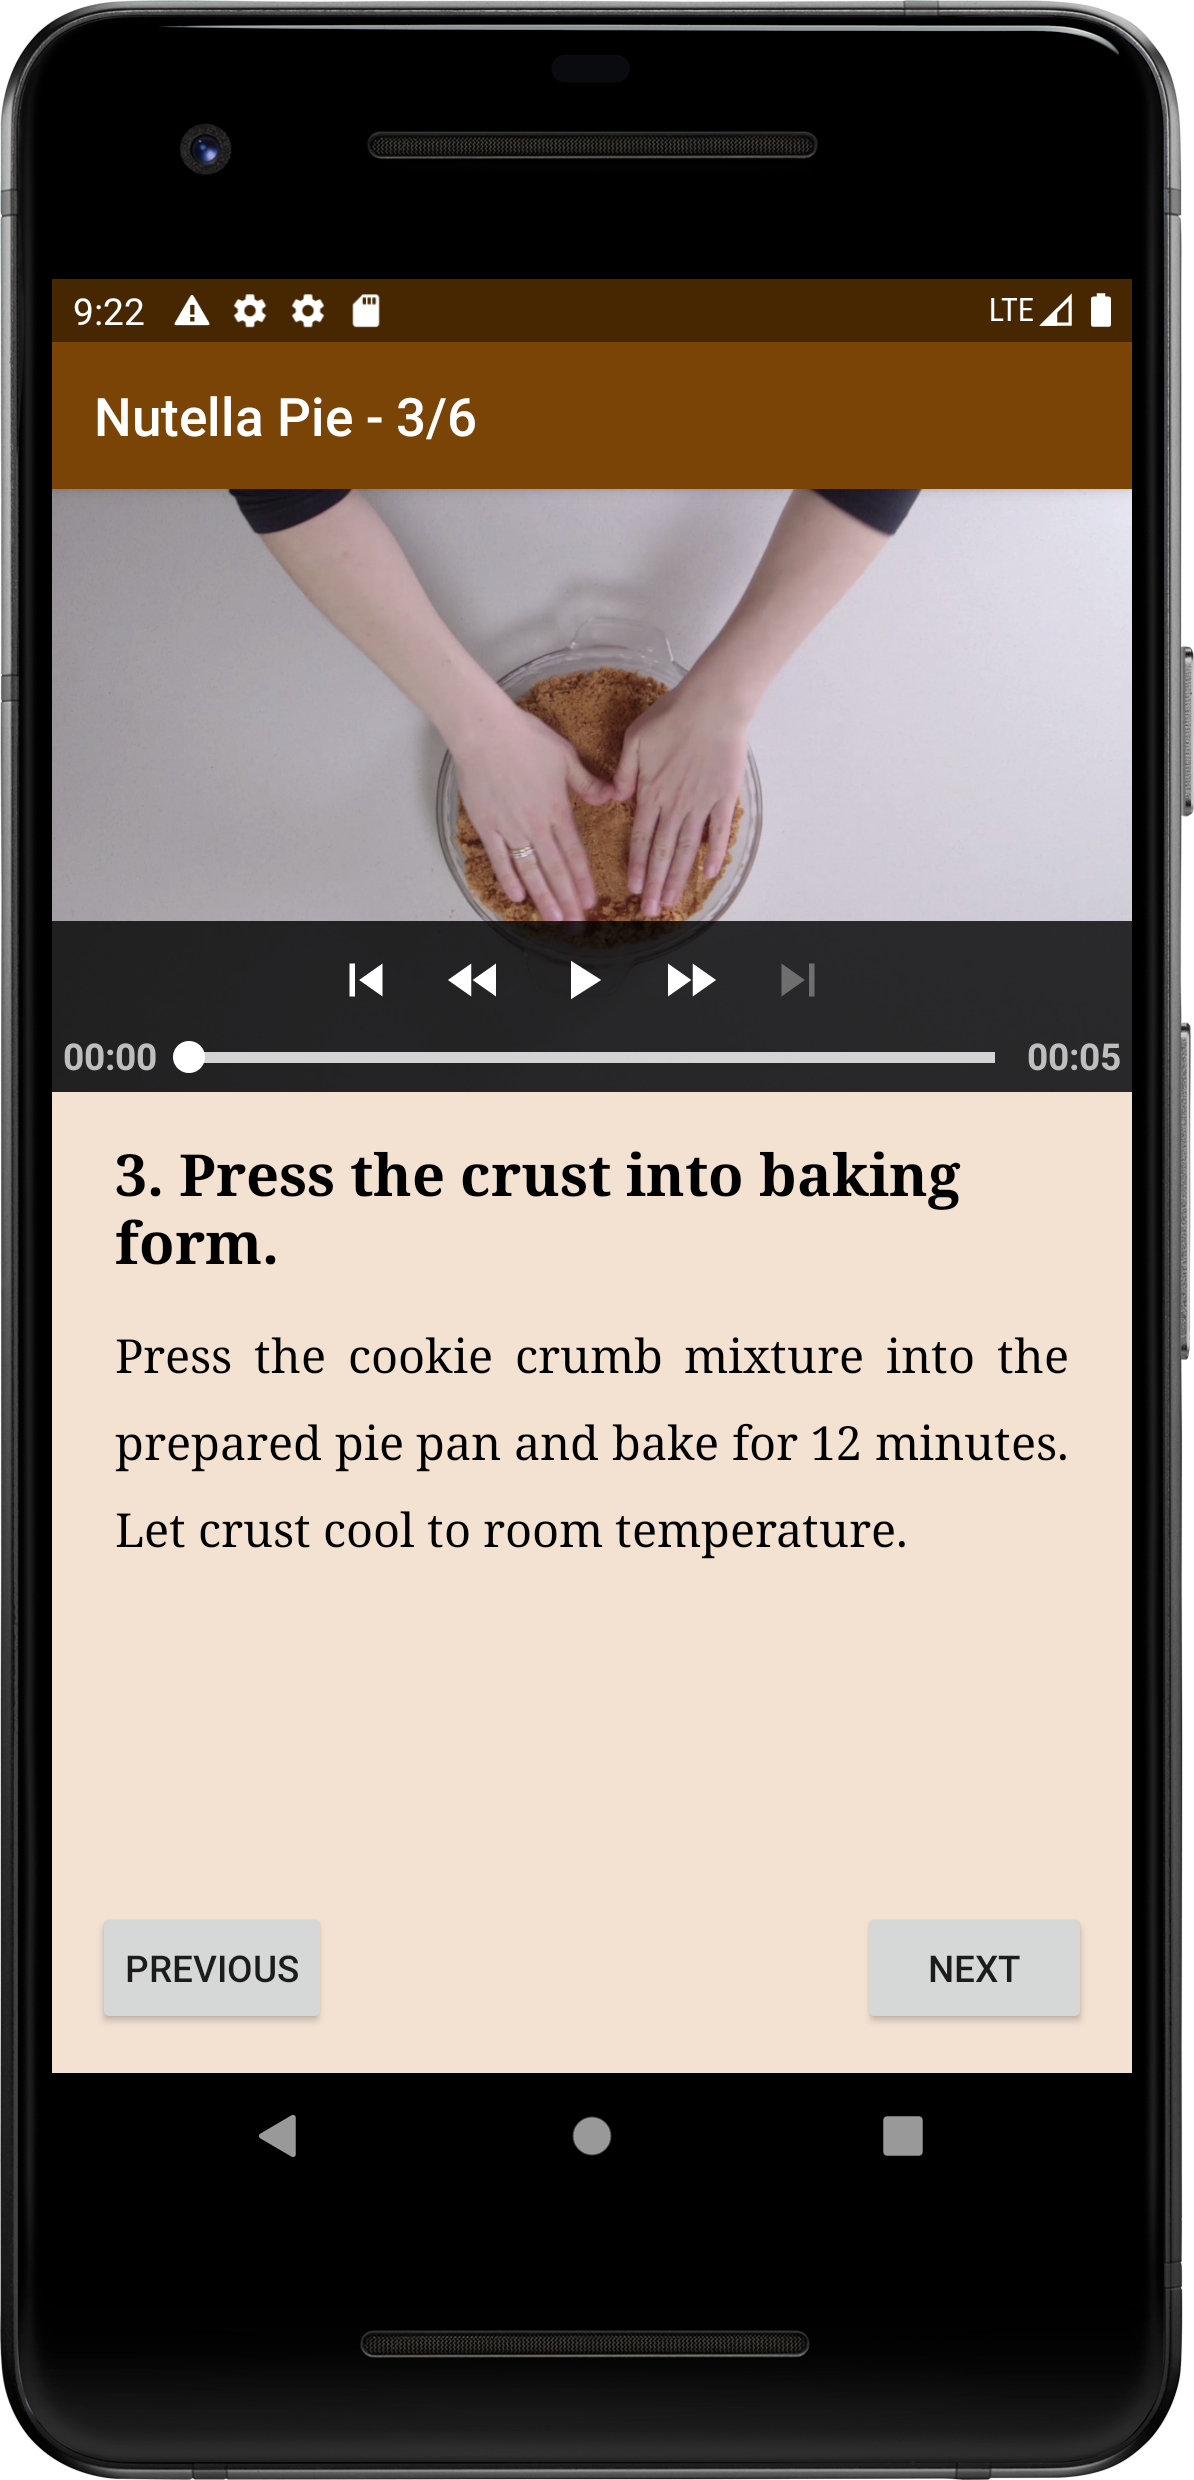 9:22 LTE
Nutella Pie - 3/6
00:00 00:05
3. Press the crust into baking
form.
Press the cookie crumb mixture into the
prepared pie pan and bake for 12 minutes.
Let crust cool to room temperature.
PREVIOUS NEXT